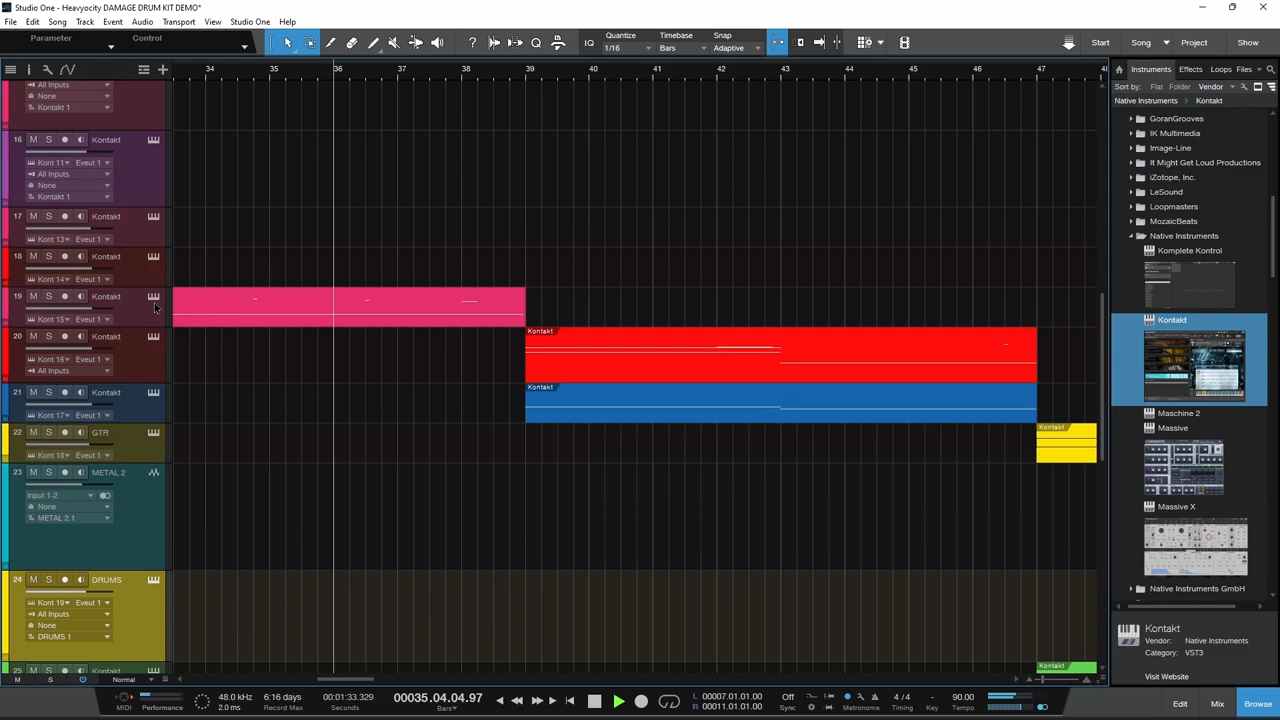 Studio One - Heavyocity DAMAGE DRUM KIT DEMO*
File Edit Song Track Event Audio Transport View Studio One Help
Parameter Control
IQ Quantize 1/16 Timebase Bars Snap Adaptive
Start Song Project Show
34 35 36 37 38 39 40 41 42 43 44 45 46 47 48
Instruments Effects Loops Files
Sort by: Flat Folder Vendor
Native Instruments > Kontakt
GoranGrooves
IK Multimedia
Image-Line
It Might Get Loud Productions
iZotope, Inc.
LeSound
Loopmasters
MozaicBeats
Native Instruments
Komplete Kontrol
Kontakt
Maschine 2
Massive
Massive X
Native Instruments GmbH
Kontakt
Vendor: Native Instruments
Category: VST3
Visit Website
All Inputs
None
Kontakt 1
16 M S Kontakt
Kont 11 Eveut 1
All Inputs
None
Kontakt 1
17 M S Kontakt
Kont 13 Eveut 1
18 M S Kontakt
Kont 14 Eveut 1
19 M S Kontakt
Kont 15 Eveut 1
20 M S Kontakt
Kont 16 Eveut 1
All Inputs
21 M S Kontakt
Kont 17 Eveut 1
22 M S GTR
Kont 18 Eveut 1
23 M S METAL 2
Input 1-2
None
METAL 2.1
24 M S DRUMS
Kont 19 Eveut 1
All Inputs
None
DRUMS 1
25 M S Kontakt
M S Normal
Kontakt
Kontakt
Kontakt
Kontakt
MIDI Performance
48.0 kHz
2.0 ms
6:16 days
Record Max
00:01:33.329
Seconds
00035.04.04.97
Bars
L 00007.01.01.00
R 00011.01.01.00
Off
Sync
Metronome
4 / 4
Timing
-
Key
90.00
Tempo
Edit Mix Browse